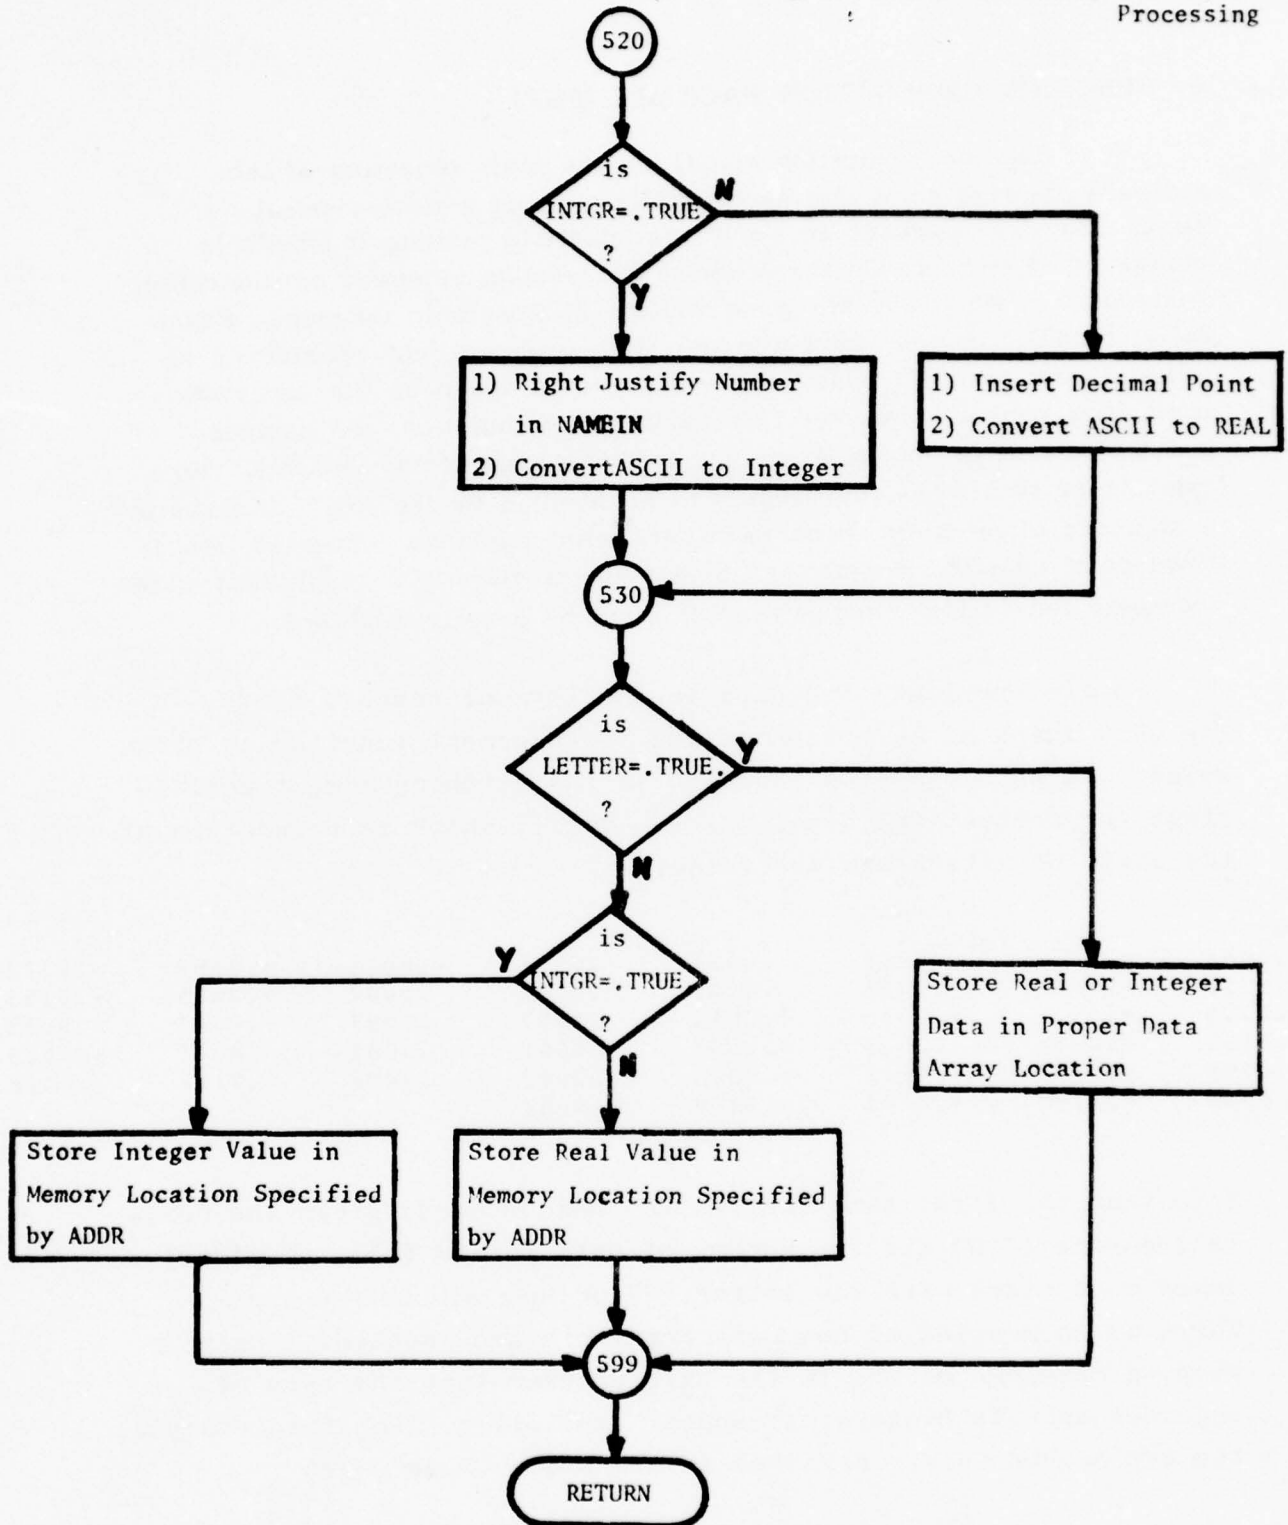 Processing
520
is
INTGR=.TRUE
?
N
Y
1) Right Justify Number
in NAMEIN
2) ConvertASCII to Integer
1) Insert Decimal Point
2) Convert ASCII to REAL
530
is
LETTER=.TRUE.
?
Y
N
is
INTGR=.TRUE.
?
Y
N
Store Real or Integer
Data in Proper Data
Array Location
Store Integer Value in
Memory Location Specified
by ADDR
Store Real Value in
Memory Location Specified
by ADDR
599
RETURN